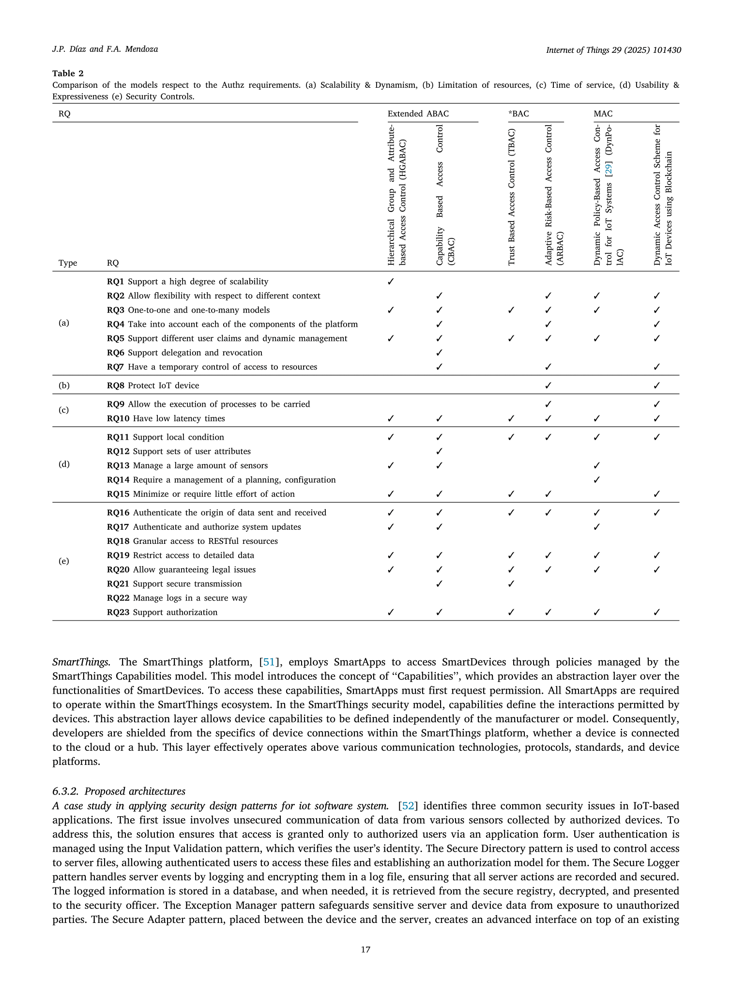 J.P. Díaz and F.A. Mendoza
Internet of Things 29 (2025) 101430
Table 2
Comparison of the models respect to the Authz requirements. (a) Scalability & Dynamism, (b) Limitation of resources, (c) Time of service, (d) Usability &
Expressiveness (e) Security Controls.
RQ Extended ABAC *BAC MAC
Type RQ
Hierarchical Group and Attribute-
based Access Control (HGABAC)
Capability Based Access Control
(CBAC)
Trust Based Access Control (TBAC)
Adaptive Risk-Based Access Control
(ARBAC)
Dynamic Policy-Based Access Con-
trol for IoT Systems [29] (DynPo-
IAC)
Dynamic Access Control Scheme for
IoT Devices using Blockchain
(a)
RQ1 Support a high degree of scalability ✓
RQ2 Allow flexibility with respect to different context ✓ ✓ ✓ ✓
RQ3 One-to-one and one-to-many models ✓ ✓ ✓ ✓ ✓ ✓
RQ4 Take into account each of the components of the platform ✓ ✓ ✓
RQ5 Support different user claims and dynamic management ✓ ✓ ✓ ✓ ✓ ✓
RQ6 Support delegation and revocation ✓
RQ7 Have a temporary control of access to resources ✓ ✓ ✓
(b) RQ8 Protect IoT device ✓ ✓
(c)
RQ9 Allow the execution of processes to be carried ✓ ✓
RQ10 Have low latency times ✓ ✓ ✓ ✓ ✓ ✓
(d)
RQ11 Support local condition ✓ ✓ ✓ ✓ ✓ ✓
RQ12 Support sets of user attributes ✓
RQ13 Manage a large amount of sensors ✓ ✓ ✓
RQ14 Require a management of a planning, configuration ✓
RQ15 Minimize or require little effort of action ✓ ✓ ✓ ✓ ✓
(e)
RQ16 Authenticate the origin of data sent and received ✓ ✓ ✓ ✓ ✓ ✓
RQ17 Authenticate and authorize system updates ✓ ✓ ✓
RQ18 Granular access to RESTful resources
RQ19 Restrict access to detailed data ✓ ✓ ✓ ✓ ✓ ✓
RQ20 Allow guaranteeing legal issues ✓ ✓ ✓ ✓ ✓ ✓
RQ21 Support secure transmission ✓ ✓
RQ22 Manage logs in a secure way
RQ23 Support authorization ✓ ✓ ✓ ✓ ✓ ✓
SmartThings. The SmartThings platform, [51], employs SmartApps to access SmartDevices through policies managed by the
SmartThings Capabilities model. This model introduces the concept of “Capabilities”, which provides an abstraction layer over the
functionalities of SmartDevices. To access these capabilities, SmartApps must first request permission. All SmartApps are required
to operate within the SmartThings ecosystem. In the SmartThings security model, capabilities define the interactions permitted by
devices. This abstraction layer allows device capabilities to be defined independently of the manufacturer or model. Consequently,
developers are shielded from the specifics of device connections within the SmartThings platform, whether a device is connected
to the cloud or a hub. This layer effectively operates above various communication technologies, protocols, standards, and device
platforms.
6.3.2. Proposed architectures
A case study in applying security design patterns for iot software system. [52] identifies three common security issues in IoT-based
applications. The first issue involves unsecured communication of data from various sensors collected by authorized devices. To
address this, the solution ensures that access is granted only to authorized users via an application form. User authentication is
managed using the Input Validation pattern, which verifies the user’s identity. The Secure Directory pattern is used to control access
to server files, allowing authenticated users to access these files and establishing an authorization model for them. The Secure Logger
pattern handles server events by logging and encrypting them in a log file, ensuring that all server actions are recorded and secured.
The logged information is stored in a database, and when needed, it is retrieved from the secure registry, decrypted, and presented
to the security officer. The Exception Manager pattern safeguards sensitive server and device data from exposure to unauthorized
parties. The Secure Adapter pattern, placed between the device and the server, creates an advanced interface on top of an existing
17